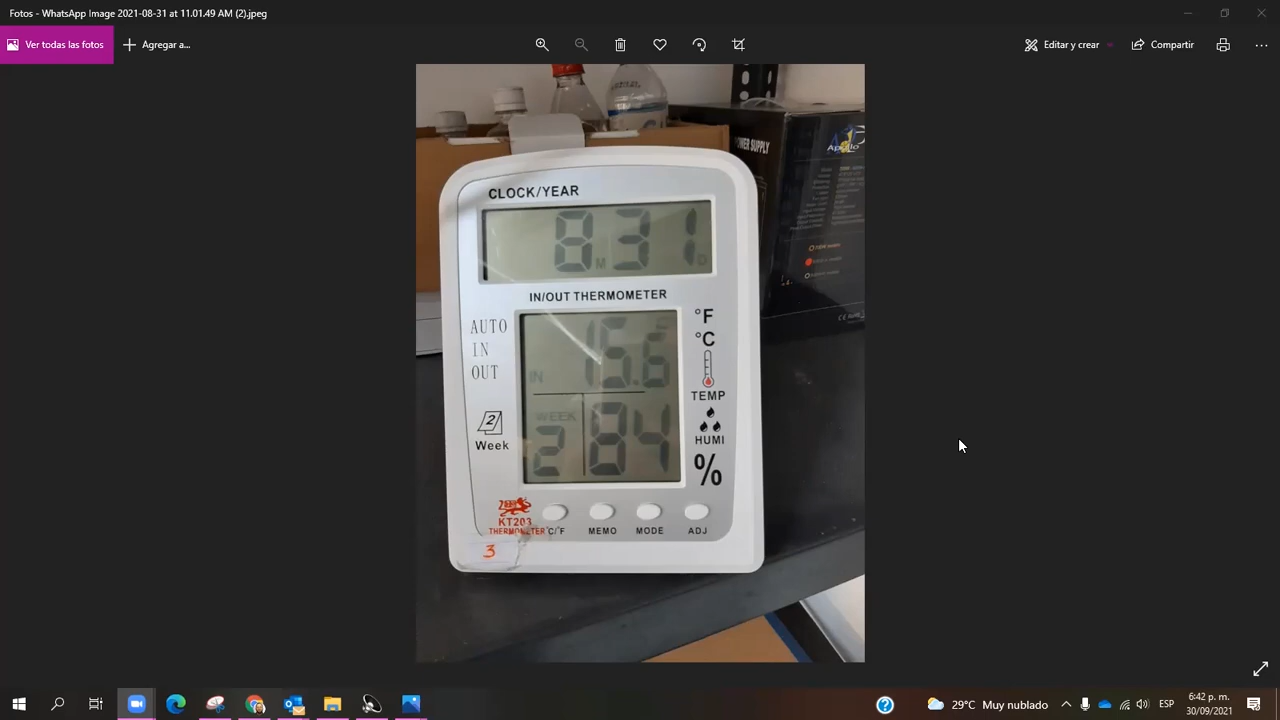 Fotos - WhatsApp Image 2021-08-31 at 11.01.49 AM (2).jpeg
Ver todas las fotos
Agregar a...
Editar y crear
Compartir
POWER SUPPLY
Apollo
CLOCK/YEAR
8 M 31 D
IN/OUT THERMOMETER
AUTO
IN
OUT
IN 15.6 C
°F
°C
TEMP
WEEK
2 84
2
Week
HUMI
%
KT203
THERMOMETER
C/F
MEMO
MODE
ADJ
3
29°C Muy nublado
ESP
6:42 p. m.
30/09/2021